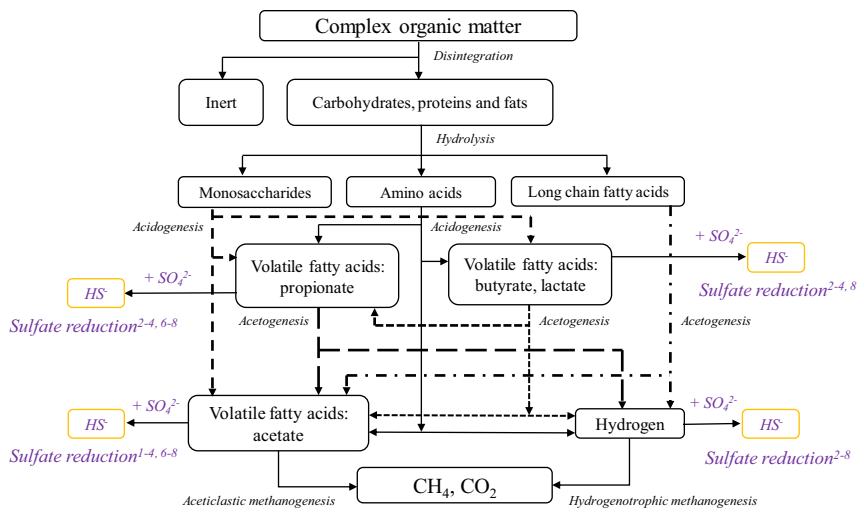 Complex organic matter
Disintegration
Inert
Carbohydrates, proteins and fats
Hydrolysis
Monosaccharides
Amino acids
Long chain fatty acids
Acidogenesis
Acidogenesis
+ SO₄²⁻
Volatile fatty acids:
propionate
Volatile fatty acids:
butyrate, lactate
HS⁻
+ SO₄²⁻
HS⁻
Sulfate reduction²⁻⁴, ⁸
Sulfate reduction²⁻⁴, ⁶⁻⁸
Acetogenesis
Acetogenesis
Acetogenesis
+ SO₄²⁻
Volatile fatty acids:
acetate
+ SO₄²⁻
HS⁻
Hydrogen
HS⁻
Sulfate reduction¹⁻⁴, ⁶⁻⁸
Sulfate reduction²⁻⁸
CH₄, CO₂
Aceticlastic methanogenesis
Hydrogenotrophic methanogenesis